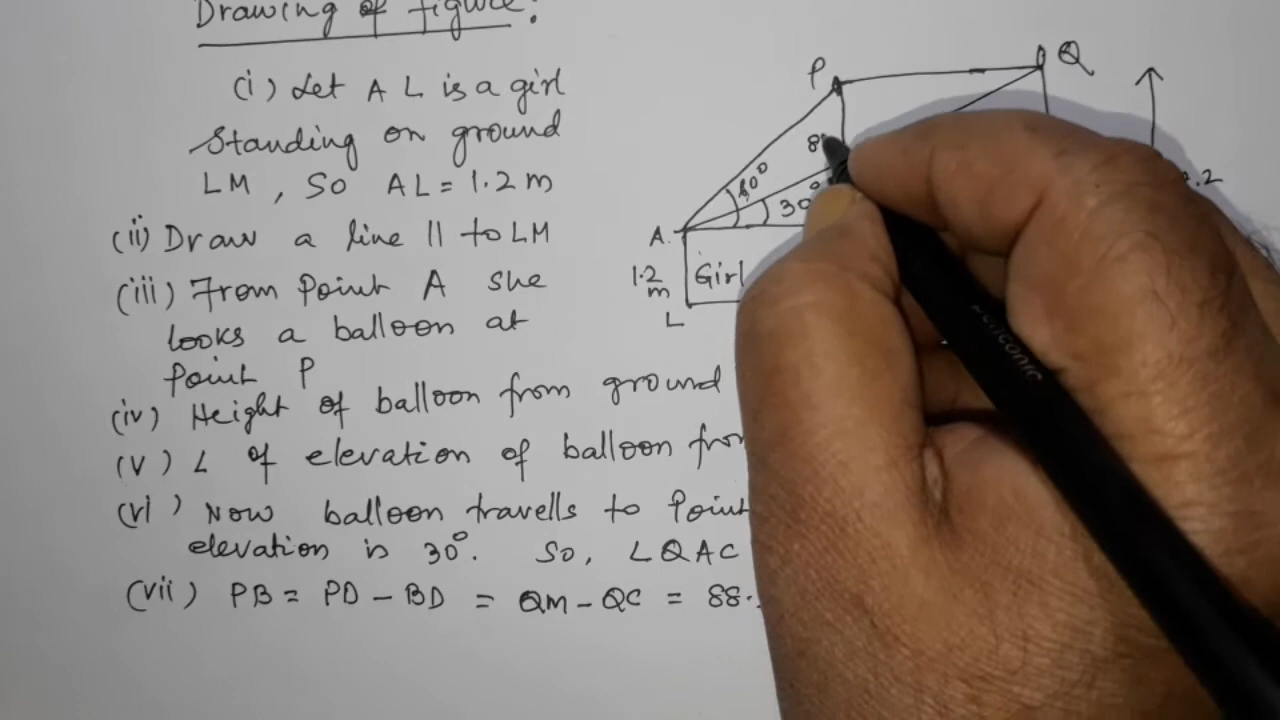 Drawing of figure:
(i) Let AL is a girl
standing on ground
LM, So AL = 1.2 m
(ii) Draw a line || to LM
(iii) From Point A she
looks a balloon at
Point P
(iv) Height of balloon from ground
(v) ∠ of elevation of balloon from
(vi) Now balloon travells to Point
elevation is 30°. So, ∠QAC
(vii) PB = PD - BD = QM - QC = 88.
P
Q
8
60°
30°
.2
A
1.2
m
Girl
L